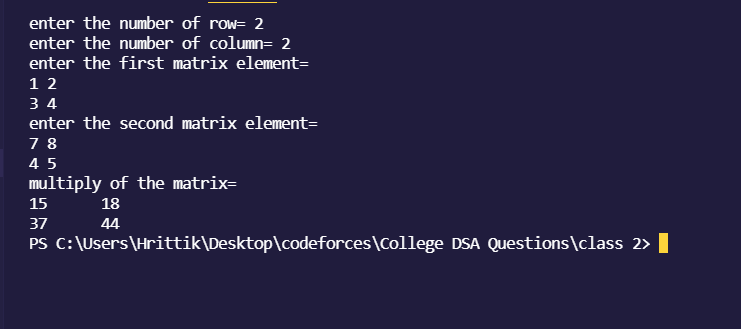 enter the number of row= 2
enter the number of column= 2
enter the first matrix element=
1 2
3 4
enter the second matrix element=
7 8
4 5
multiply of the matrix=
15 18
37 44
PS C:\Users\Hrittik\Desktop\codeforces\College DSA Questions\class 2>